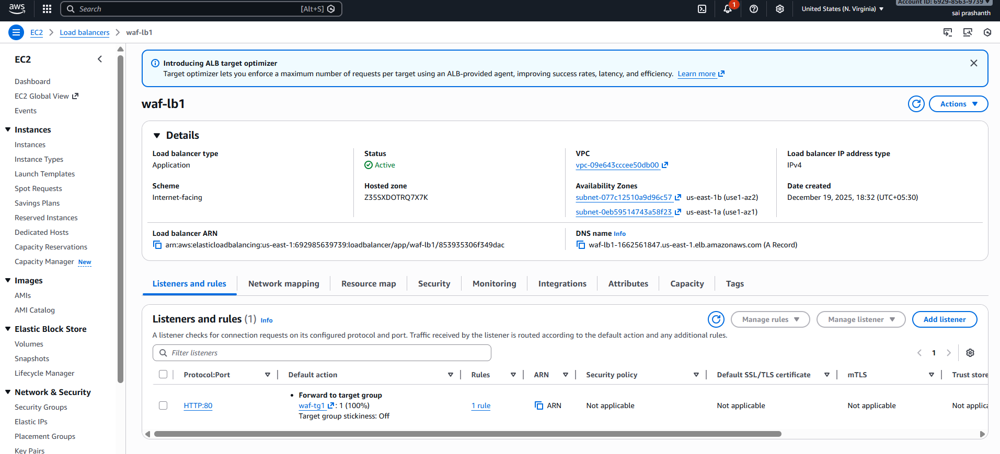 aws
Search [Alt+S]
1
United States (N. Virginia)
Account ID: 6929-8563-9739
sai prashanth
EC2 Load balancers waf-lb1
EC2
Dashboard
EC2 Global View
Events
Instances
Instances
Instance Types
Launch Templates
Spot Requests
Savings Plans
Reserved Instances
Dedicated Hosts
Capacity Reservations
Capacity Manager New
Images
AMIs
AMI Catalog
Elastic Block Store
Volumes
Snapshots
Lifecycle Manager
Network & Security
Security Groups
Elastic IPs
Placement Groups
Key Pairs
Introducing ALB target optimizer
Target optimizer lets you enforce a maximum number of requests per target using an ALB-provided agent, improving success rates, latency, and efficiency. Learn more
waf-lb1
Actions
Details
Load balancer type
Application
Status
Active
VPC
vpc-09e643cccee50db00
Load balancer IP address type
IPv4
Scheme
Internet-facing
Hosted zone
Z35SXDOTRQ7X7K
Availability Zones
subnet-077c12510a9d96c57 us-east-1b (use1-az2)
subnet-0eb59514743a58f23 us-east-1a (use1-az1)
Date created
December 19, 2025, 18:32 (UTC+05:30)
Load balancer ARN
arn:aws:elasticloadbalancing:us-east-1:692985639739:loadbalancer/app/waf-lb1/853935306f349dac
DNS name Info
waf-lb1-1662561847.us-east-1.elb.amazonaws.com (A Record)
Listeners and rules Network mapping Resource map Security Monitoring Integrations Attributes Capacity Tags
Listeners and rules (1) Info
Manage rules Manage listener Add listener
A listener checks for connection requests on its configured protocol and port. Traffic received by the listener is routed according to the default action and any additional rules.
Filter listeners
1
Protocol:Port Default action Rules ARN Security policy Default SSL/TLS certificate mTLS Trust store
HTTP:80
• Forward to target group
waf-tg1 : 1 (100%)
Target group stickiness: Off
1 rule ARN Not applicable Not applicable Not applicable Not applica